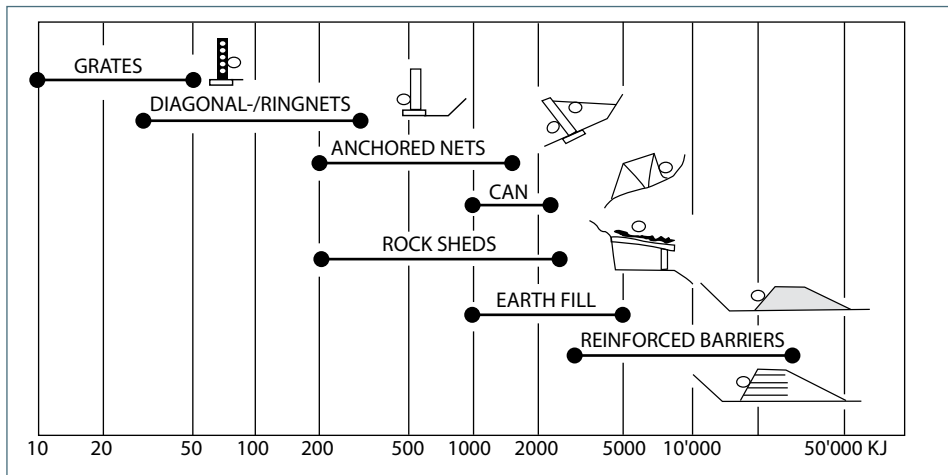 GRATES
DIAGONAL-/RINGNETS
ANCHORED NETS
CAN
ROCK SHEDS
EARTH FILL
REINFORCED BARRIERS
10 20 50 100 200 500 1000 2000 5000 10'000 50'000 KJ